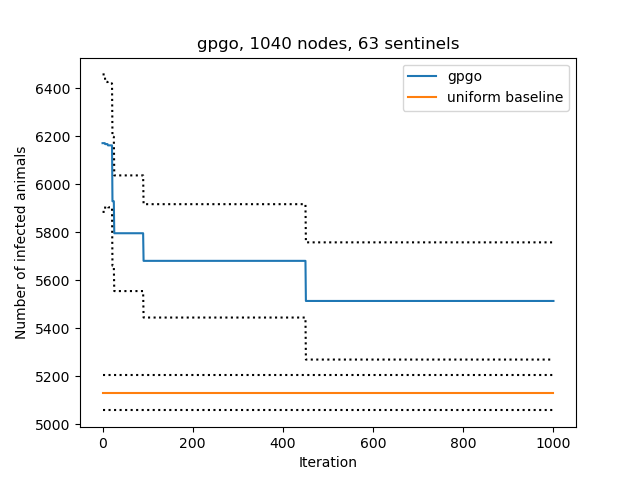 gpgo, 1040 nodes, 63 sentinels
gpgo
uniform baseline
Number of infected animals
6400
6200
6000
5800
5600
5400
5200
5000
0 200 400 600 800 1000
Iteration